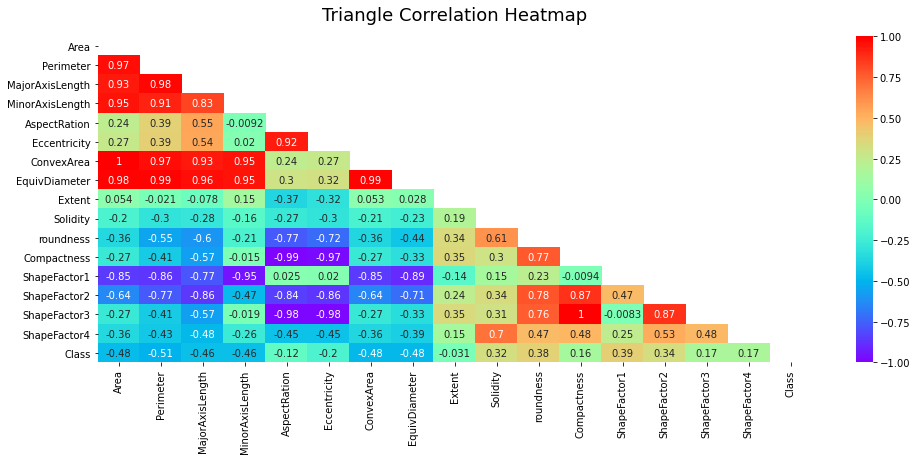 Triangle Correlation Heatmap
Area
Perimeter 0.97
MajorAxisLength 0.93 0.98
MinorAxisLength 0.95 0.91 0.83
AspectRation 0.24 0.39 0.55 -0.0092
Eccentricity 0.27 0.39 0.54 0.02 0.92
ConvexArea 1 0.97 0.93 0.95 0.24 0.27
EquivDiameter 0.98 0.99 0.96 0.95 0.3 0.32 0.99
Extent 0.054 -0.021 -0.078 0.15 -0.37 -0.32 0.053 0.028
Solidity -0.2 -0.3 -0.28 -0.16 -0.27 -0.3 -0.21 -0.23 0.19
roundness -0.36 -0.55 -0.6 -0.21 -0.77 -0.72 -0.36 -0.44 0.34 0.61
Compactness -0.27 -0.41 -0.57 -0.015 -0.99 -0.97 -0.27 -0.33 0.35 0.3 0.77
ShapeFactor1 -0.85 -0.86 -0.77 -0.95 0.025 0.02 -0.85 -0.89 -0.14 0.15 0.23 -0.0094
ShapeFactor2 -0.64 -0.77 -0.86 -0.47 -0.84 -0.86 -0.64 -0.71 0.24 0.34 0.78 0.87 0.47
ShapeFactor3 -0.27 -0.41 -0.57 -0.019 -0.98 -0.98 -0.27 -0.33 0.35 0.31 0.76 1 -0.0083 0.87
ShapeFactor4 -0.36 -0.43 -0.48 -0.26 -0.45 -0.45 -0.36 -0.39 0.15 0.7 0.47 0.48 0.25 0.53 0.48
Class -0.48 -0.51 -0.46 -0.46 -0.12 -0.2 -0.48 -0.48 -0.031 0.32 0.38 0.16 0.39 0.34 0.17 0.17
Area
Perimeter
MajorAxisLength
MinorAxisLength
AspectRation
Eccentricity
ConvexArea
EquivDiameter
Extent
Solidity
roundness
Compactness
ShapeFactor1
ShapeFactor2
ShapeFactor3
ShapeFactor4
Class
1.00
0.75
0.50
0.25
0.00
−0.25
−0.50
−0.75
−1.00